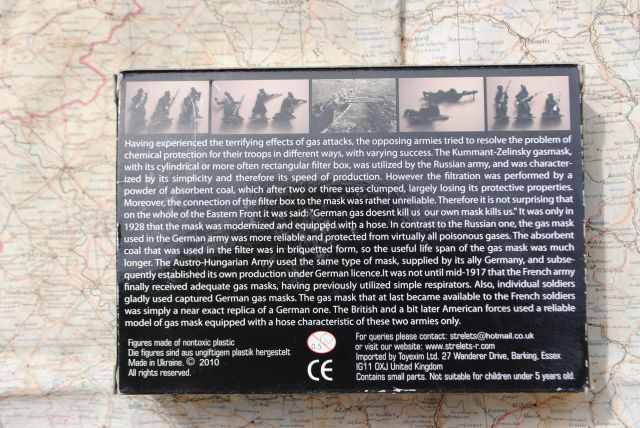 Having experienced the terrifying effects of gas attacks, the opposing armies tried to resolve the problem of
chemical protection for their troops in different ways, with varying success. The Kummant-Zelinsky gasmask,
with its cylindrical or more often rectangular filter box, was utilized by the Russian army, and was character-
ized by its simplicity and therefore its speed of production. However the filtration was performed by a
powder of absorbent coal, which after two or three uses clumped, largely losing its protective properties.
Moreover, the connection of the filter box to the mask was rather unreliable. Therefore it is not surprising that
on the whole of the Eastern Front it was said: "German gas doesnt kill us our own mask kills us." It was only in
1928 that the mask was modernized and equipped with a hose. In contrast to the Russian one, the gas mask
used in the German army was more reliable and protected from virtually all poisonous gases. The absorbent
coal that was used in the filter was in briquetted form, so the useful life span of the gas mask was much
longer. The Austro-Hungarian Army used the same type of mask, supplied by its ally Germany, and subse-
quently established its own production under German licence.It was not until mid-1917 that the French army
finally received adequate gas masks, having previously utilized simple respirators. Also, individual soldiers
gladly used captured German gas masks. The gas mask that at last became available to the French soldiers
was simply a near exact replica of a German one. The British and a bit later American forces used a reliable
model of gas mask equipped with a hose characteristic of these two armies only.
Figures made of nontoxic plastic
Die figures sind aus ungiftigem plastik hergestellt
Made in Ukraine. © 2010
All rights reserved.
0-5
CE
For queries please contact: strelets@hotmail.co.uk
or visit our website: www.strelets-r.com
Imported by Toyexim Ltd. 27 Wanderer Drive, Barking, Essex
IG11 OXJ United Kingdom
Contains small parts. Not suitable for children under 5 years old.